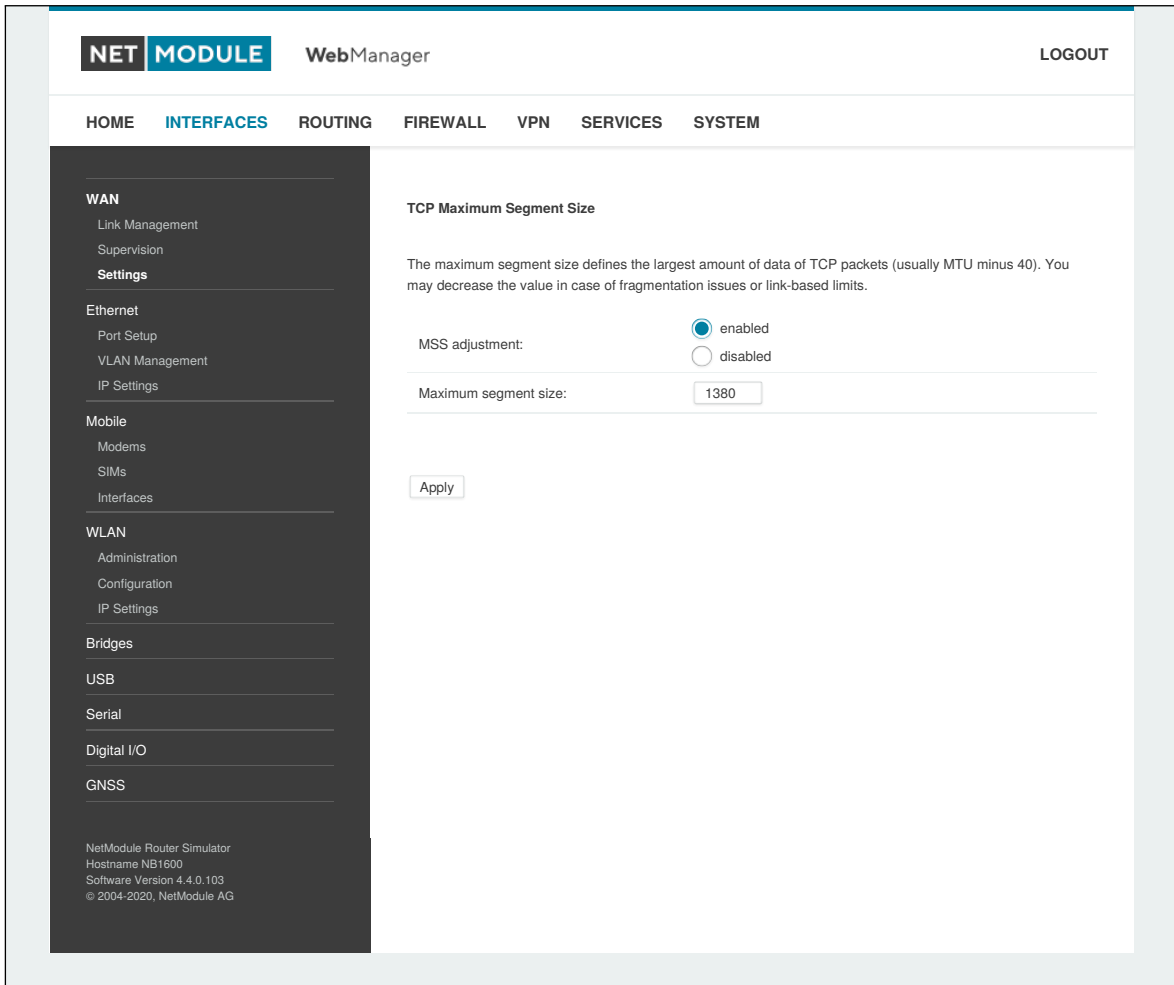 NET MODULE WebManager LOGOUT
HOME INTERFACES ROUTING FIREWALL VPN SERVICES SYSTEM
WAN
Link Management
Supervision
Settings
Ethernet
Port Setup
VLAN Management
IP Settings
Mobile
Modems
SIMs
Interfaces
WLAN
Administration
Configuration
IP Settings
Bridges
USB
Serial
Digital I/O
GNSS
NetModule Router Simulator
Hostname NB1600
Software Version 4.4.0.103
© 2004-2020, NetModule AG
TCP Maximum Segment Size
The maximum segment size defines the largest amount of data of TCP packets (usually MTU minus 40). You
may decrease the value in case of fragmentation issues or link-based limits.
MSS adjustment:
enabled
disabled
Maximum segment size: 1380
Apply